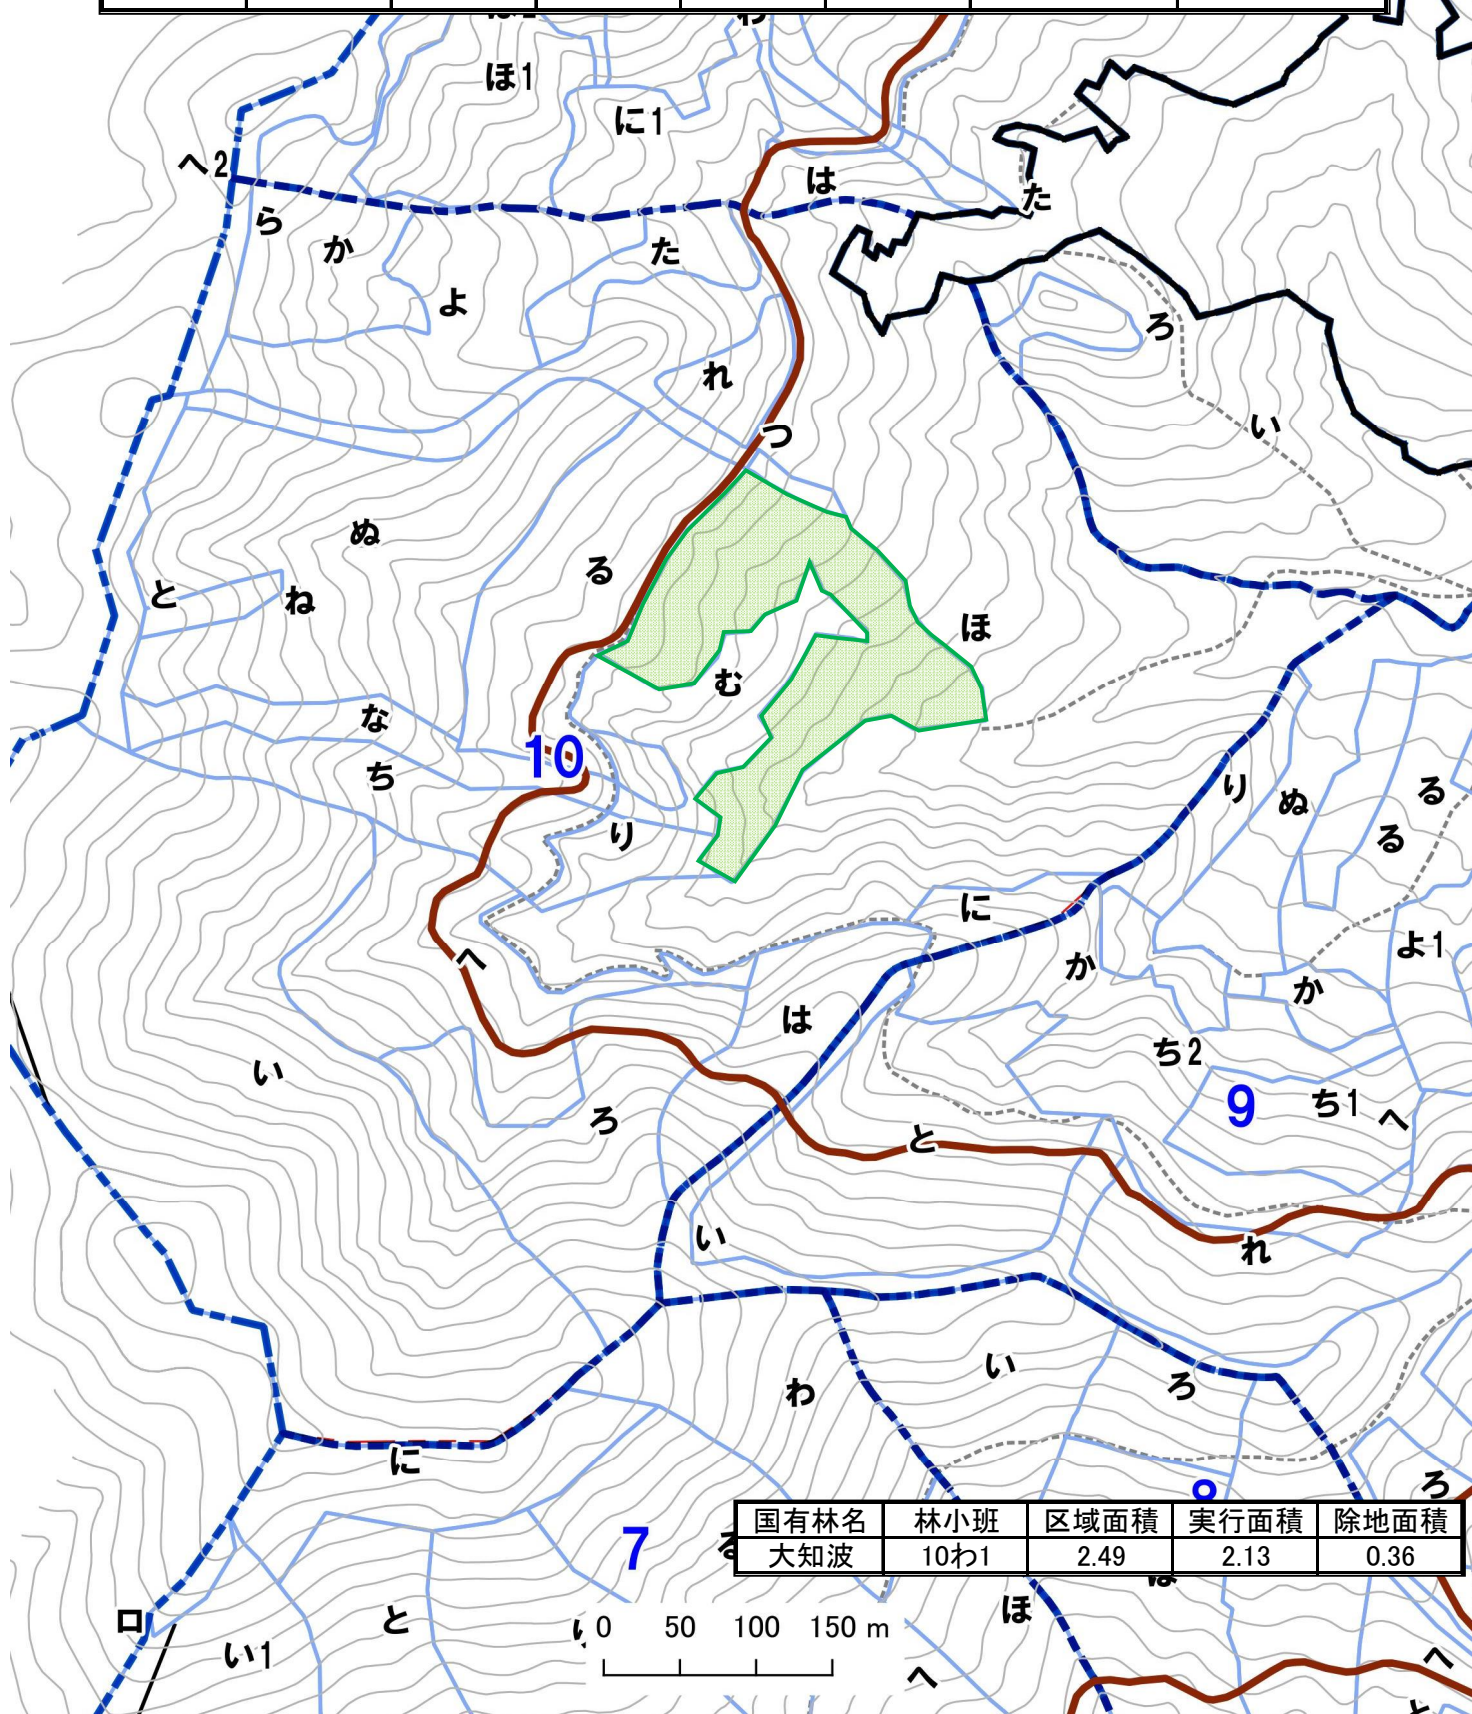 わ
ほ1
に1
へ2
は
た
ら
か
た
よ
ろ
れ
い
つ
ぬ
る
と
ね
ほ
む
な
10
ち
り
ぬ
る
り
る
に
よ1
へ
か
か
は
ち2
い
9
ち1
へ
ろ
と
い
れ
い
ろ
わ
に
ろ
8
国有林名 林小班 区域面積 実行面積 除地面積
大知波 10わ1 2.49 2.13 0.36
7
る
ほ
ロ
と
い1
0 50 100 150 m
へ
へ